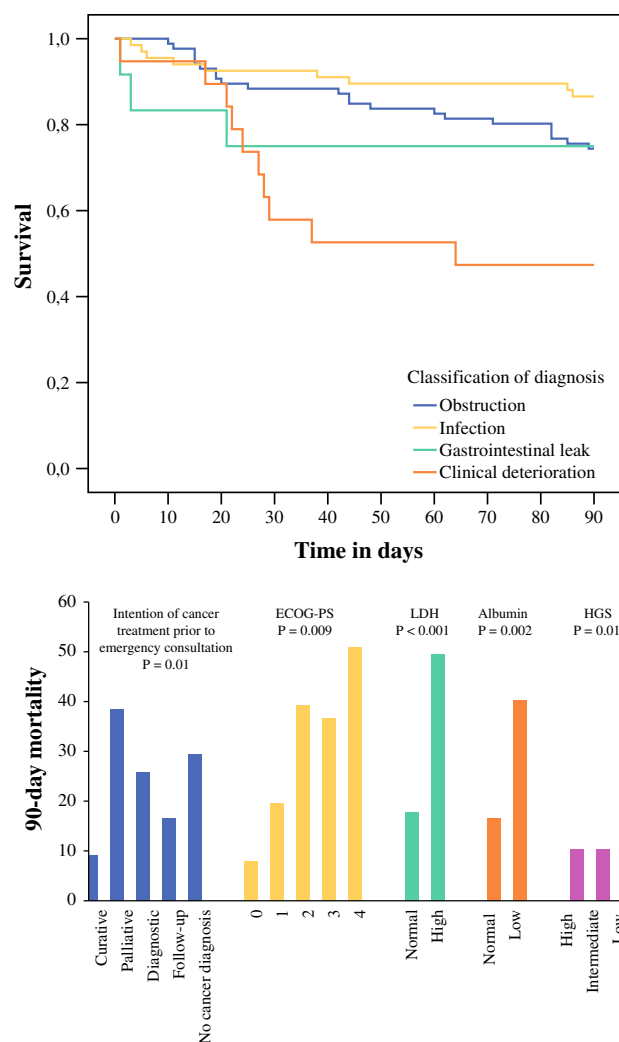 1,0
0,8
0,6
0,4
0,2
0,0
Survival
Classification of diagnosis
Obstruction
Infection
Gastrointestinal leak
Clinical deterioration
0 10 20 30 40 50 60 70 80 90
Time in days
60
50
40
30
20
10
0
90-day mortality
Intention of cancer
treatment prior to
emergency consultation
P = 0.01
ECOG-PS
P = 0.009
LDH
P < 0.001
Albumin
P = 0.002
HGS
P = 0.01
Curative
Palliative
Diagnostic
Follow-up
No cancer diagnosis
0
1
2
3
4
Normal
High
Normal
Low
High
Intermediate
Low